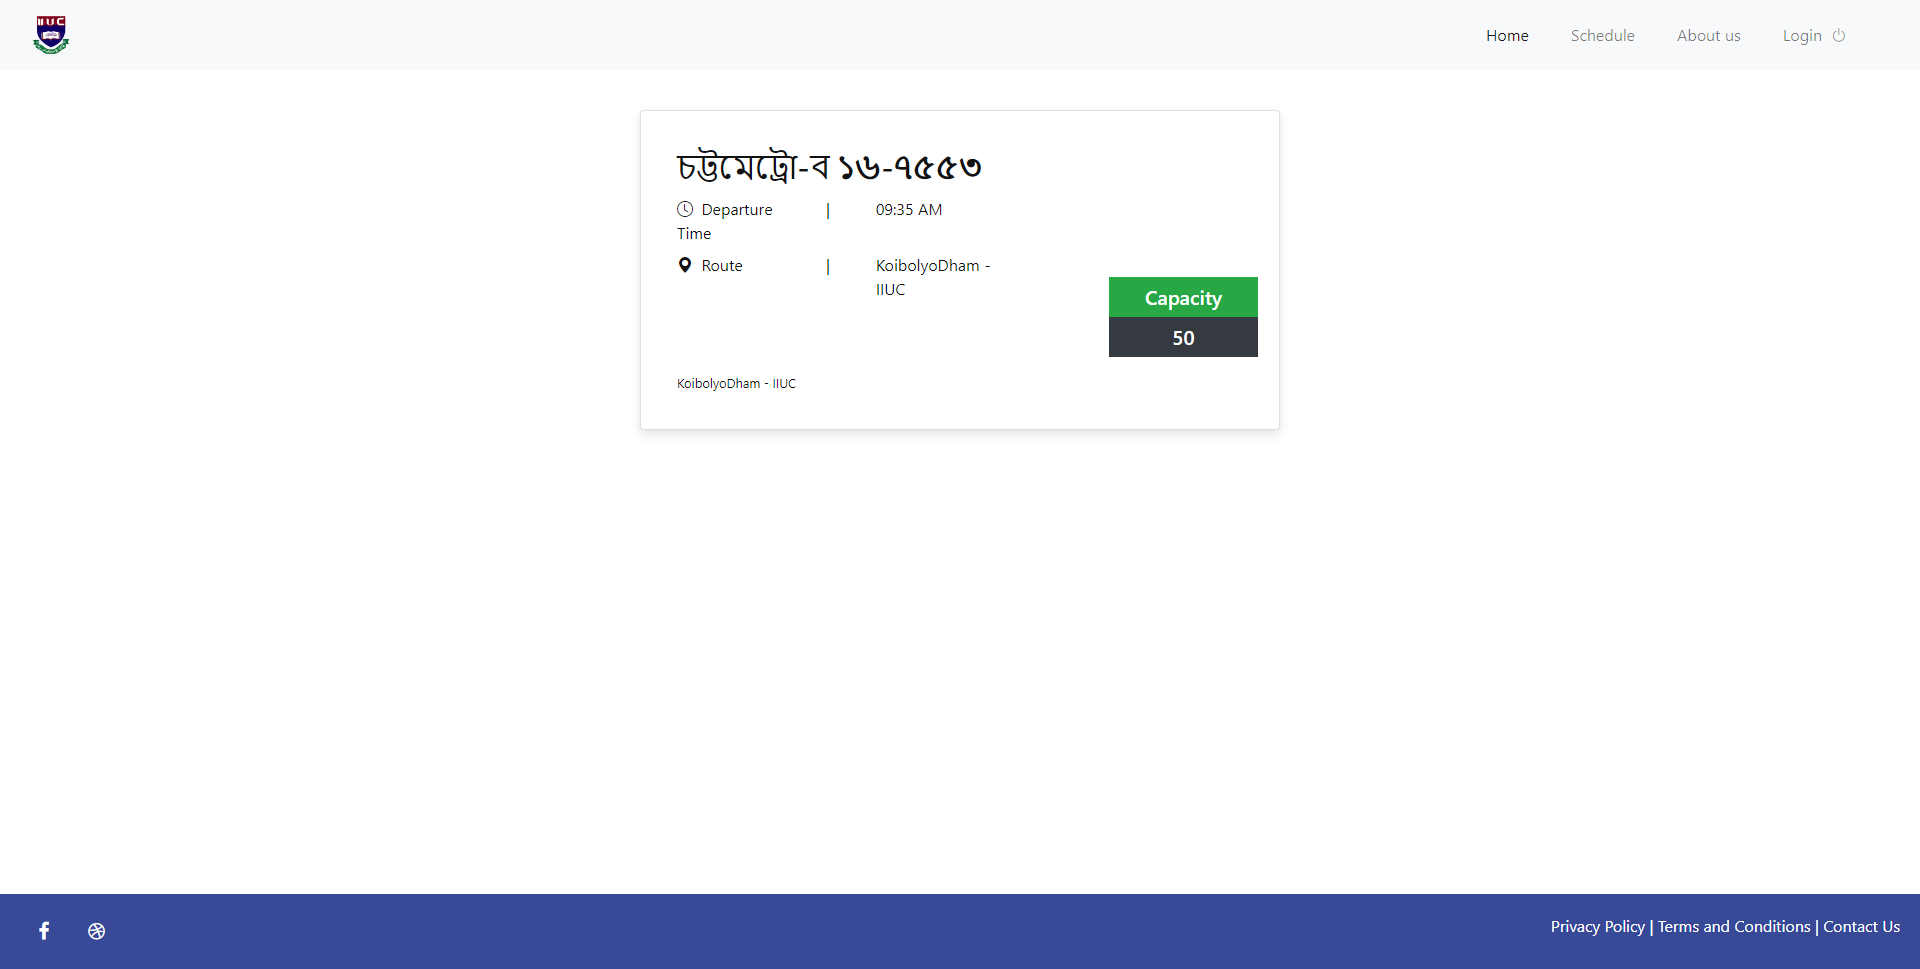 IIUC
Home Schedule About us Login
চট্টমেট্রো-ব ১৬-৭৫৫৩
Departure Time | 09:35 AM
Route | KoibolyoDham - IIUC
Capacity
50
KoibolyoDham - IIUC
Privacy Policy | Terms and Conditions | Contact Us